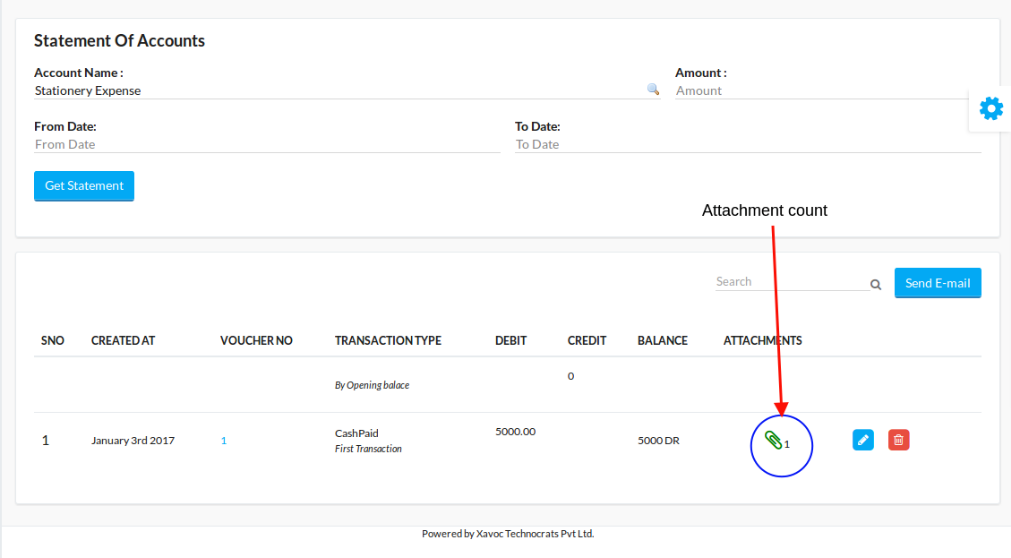 Statement Of Accounts
Account Name :
Amount :
Stationery Expense
Amount
From Date:
To Date:
From Date
To Date
Get Statement
Attachment count
Search
Send E-mail
SNO CREATED AT VOUCHER NO TRANSACTION TYPE DEBIT CREDIT BALANCE ATTACHMENTS
By Opening balace 0
1 January 3rd 2017 1 CashPaid 5000.00 5000 DR 1
First Transaction
Powered by Xavoc Technocrats Pvt Ltd.